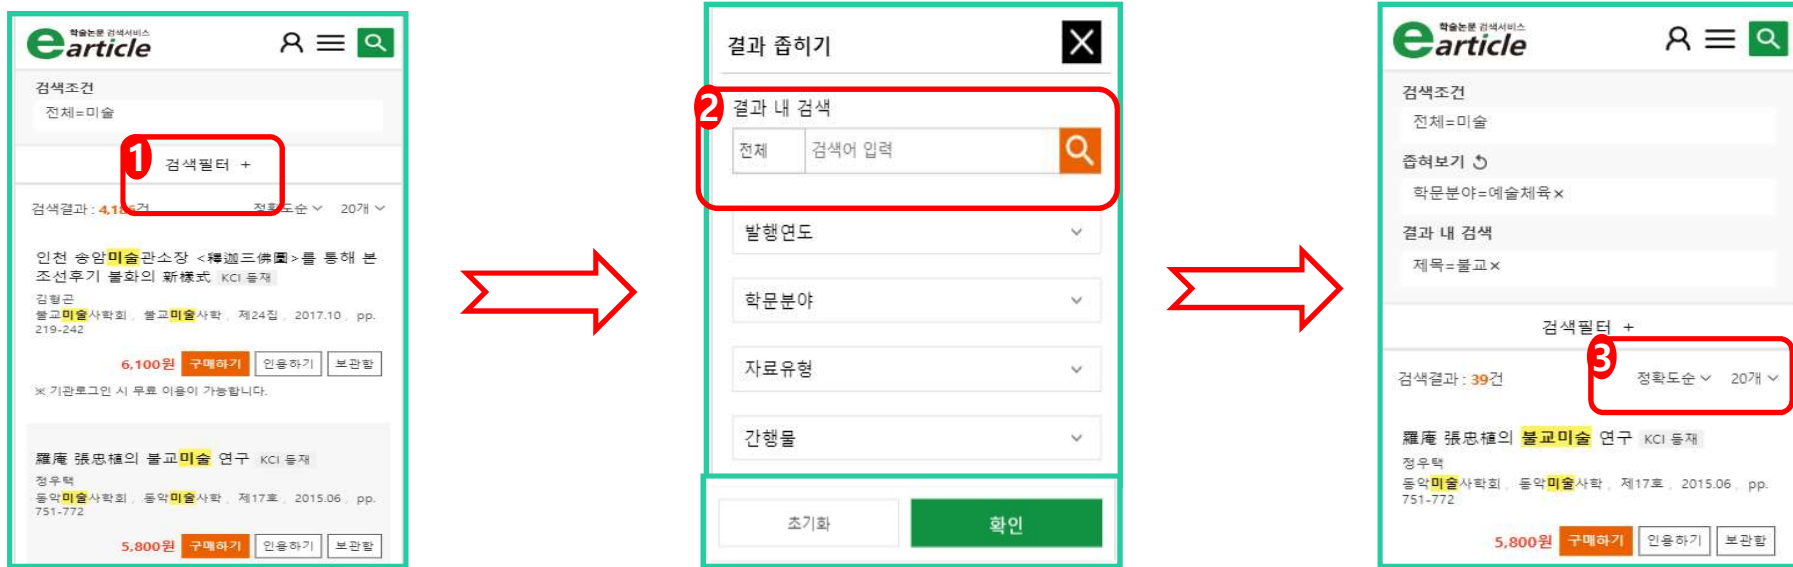 학술논문 검색서비스
earticle
검색조건
전체=미술
1
검색필터 +
검색결과 : 4,186건 정확도순 20개
인천 송암미술관소장 <釋迦三佛圖>를 통해 본
조선후기 불화의 新樣式 KCI 등재
김형곤
불교미술사학회, 불교미술사학, 제24집, 2017.10, pp.
219-242
6,100원 구매하기 인용하기 보관함
※ 기관로그인 시 무료 이용이 가능합니다.
羅庵 張忠植의 불교미술 연구 KCI 등재
정우택
동악미술사학회, 동악미술사학, 제17호, 2015.06, pp.
751-772
5,800원 구매하기 인용하기 보관함
결과 좁히기
2
결과 내 검색
전체 검색어 입력
발행연도
학문분야
자료유형
간행물
초기화 확인
학술논문 검색서비스
earticle
검색조건
전체=미술
좁혀보기
학문분야=예술체육×
결과 내 검색
제목=불교×
검색필터 +
3
검색결과 : 39건 정확도순 20개
羅庵 張忠植의 불교미술 연구 KCI 등재
정우택
동악미술사학회, 동악미술사학, 제17호, 2015.06, pp.
751-772
5,800원 구매하기 인용하기 보관함